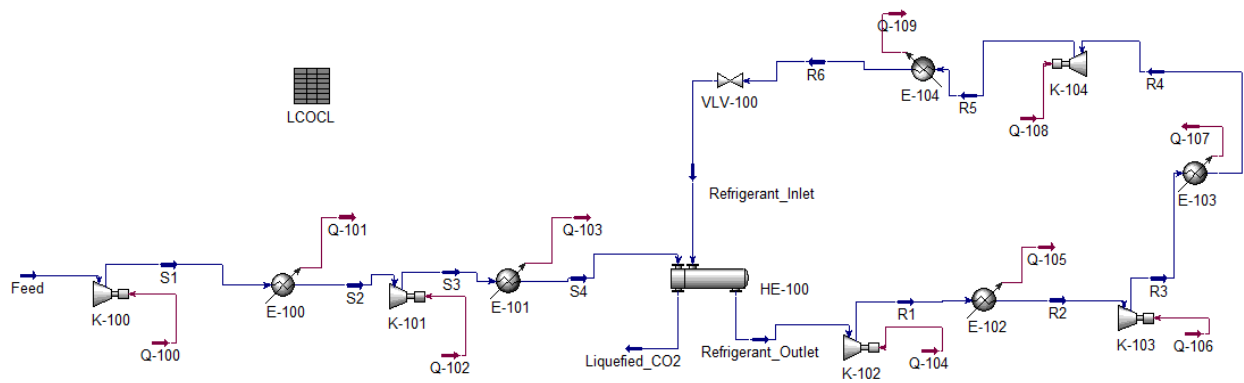 Q-109
R6
VLV-100
E-104
R5
K-104
R4
Q-108
Q-107
E-103
LCOCL
Refrigerant_Inlet
Q-101
Q-103
Q-105
Feed
S1
K-100
E-100
S2
S3
K-101
E-101
S4
HE-100
R1
E-102
R2
R3
K-103
Q-106
Q-100
Q-102
Liquefied_CO2
Refrigerant_Outlet
K-102
Q-104